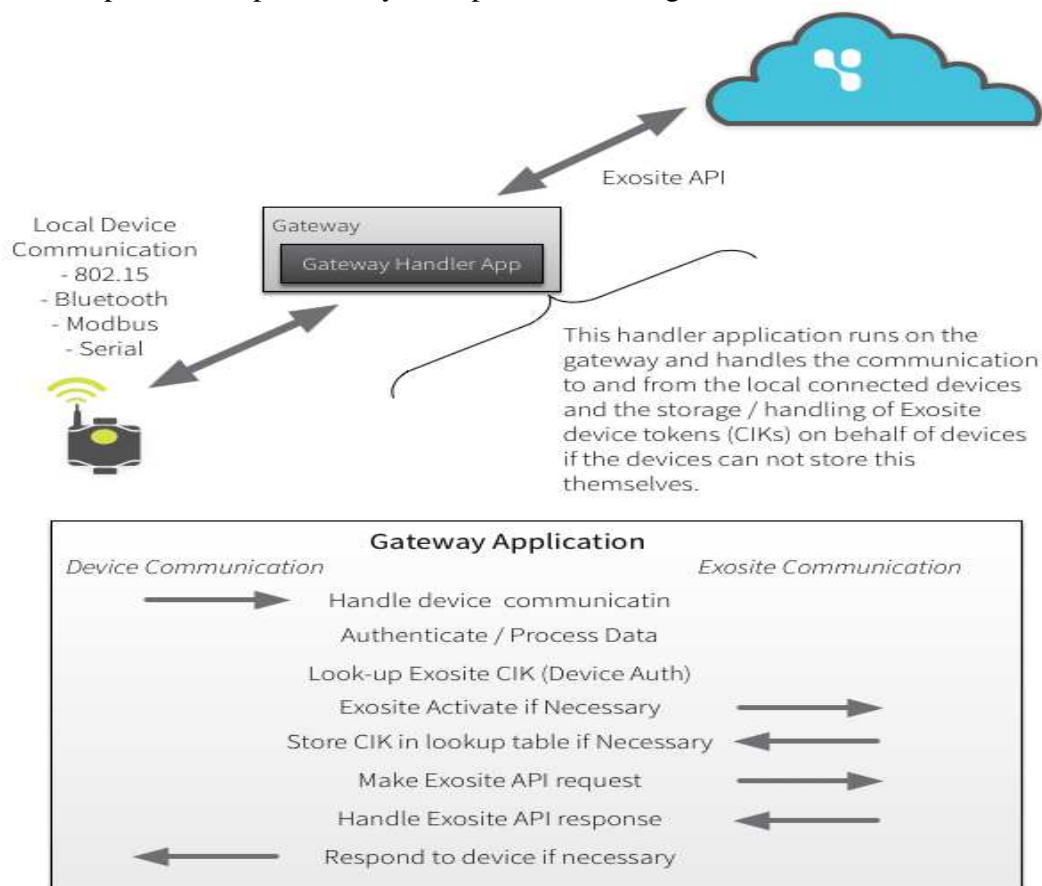 Exosite API
Local Device
Communication
- 802.15
- Bluetooth
- Modbus
- Serial
Gateway
Gateway Handler App
This handler application runs on the
gateway and handles the communication
to and from the local connected devices
and the storage / handling of Exosite
device tokens (CIKs) on behalf of devices
if the devices can not store this
themselves.
Gateway Application
Device Communication
Exosite Communication
Handle device communicatin
Authenticate / Process Data
Look-up Exosite CIK (Device Auth)
Exosite Activate if Necessary
Store CIK in lookup table if Necessary
Make Exosite API request
Handle Exosite API response
Respond to device if necessary